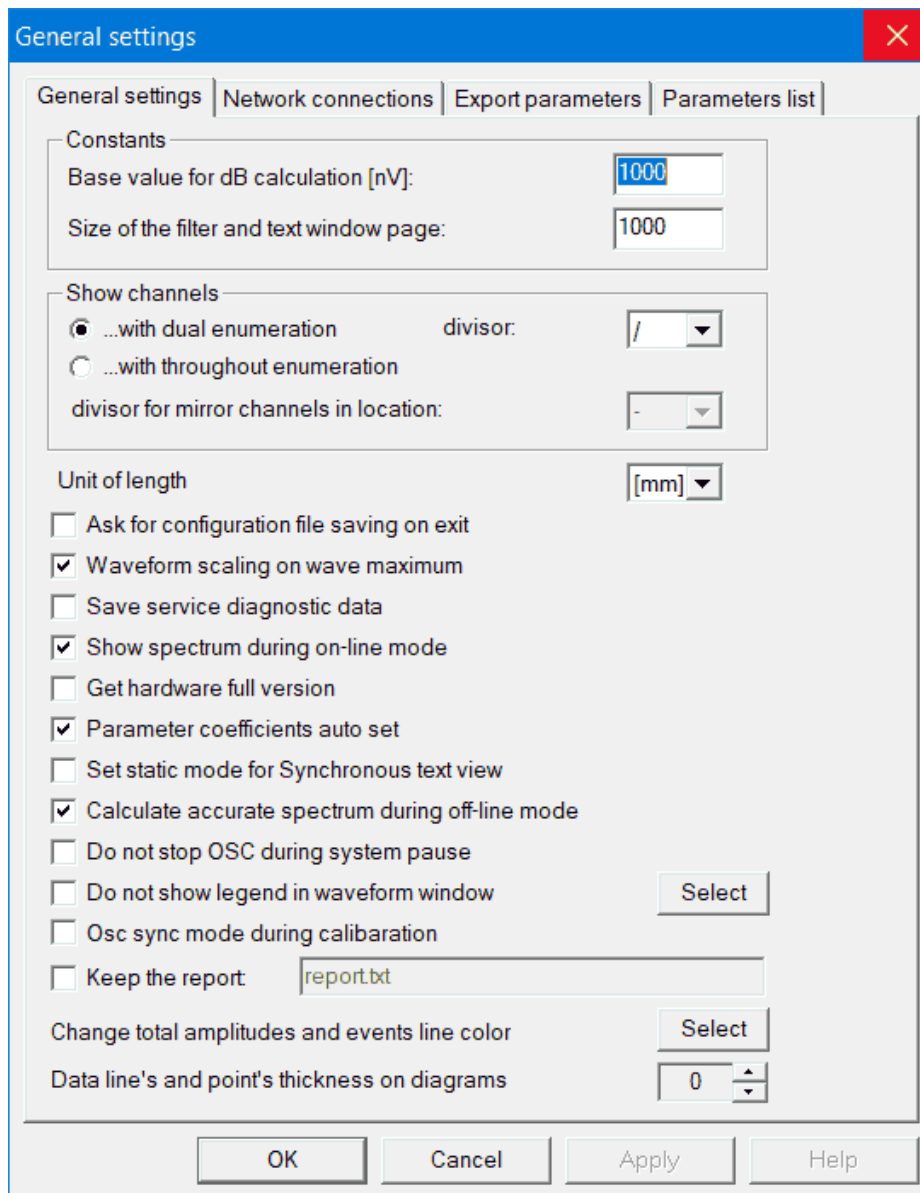 General settings
General settings Network connections Export parameters Parameters list
Constants
Base value for dB calculation [nV]: 1000
Size of the filter and text window page: 1000
Show channels
...with dual enumeration divisor: /
...with throughout enumeration
divisor for mirror channels in location: -
Unit of length [mm]
Ask for configuration file saving on exit
Waveform scaling on wave maximum
Save service diagnostic data
Show spectrum during on-line mode
Get hardware full version
Parameter coefficients auto set
Set static mode for Synchronous text view
Calculate accurate spectrum during off-line mode
Do not stop OSC during system pause
Do not show legend in waveform window Select
Osc sync mode during calibaration
Keep the report: report.txt
Change total amplitudes and events line color Select
Data line's and point's thickness on diagrams 0
OK Cancel Apply Help